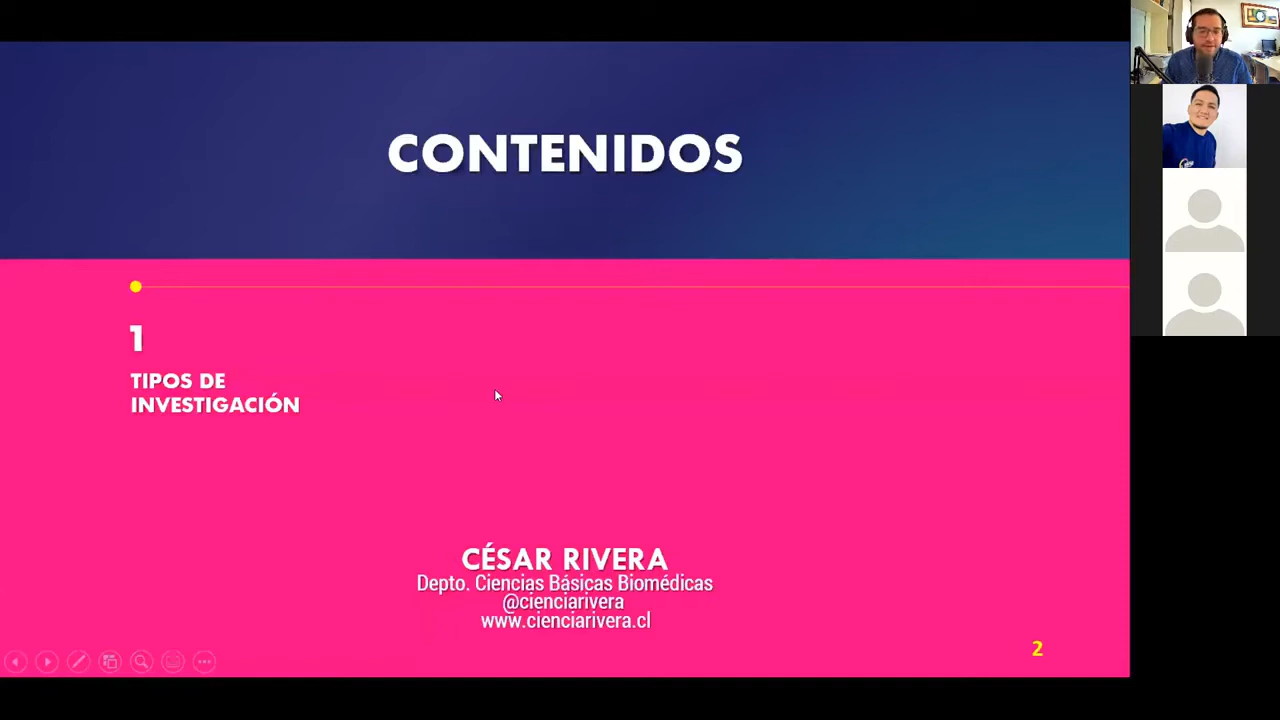 CONTENIDOS
1
TIPOS DE
INVESTIGACIÓN
CÉSAR RIVERA
Depto. Ciencias Básicas Biomédicas
@cienciarivera
www.cienciarivera.cl
2